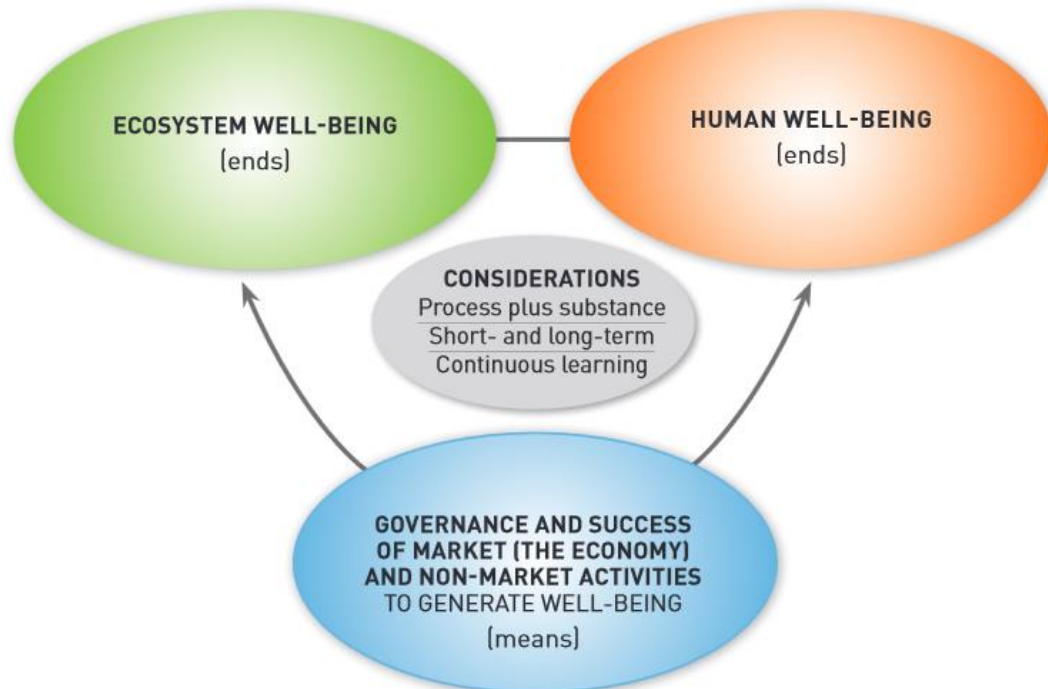 ECOSYSTEM WELL-BEING
(ends)
HUMAN WELL-BEING
(ends)
CONSIDERATIONS
Process plus substance
Short- and long-term
Continuous learning
GOVERNANCE AND SUCCESS
OF MARKET (THE ECONOMY)
AND NON-MARKET ACTIVITIES
TO GENERATE WELL-BEING
(means)